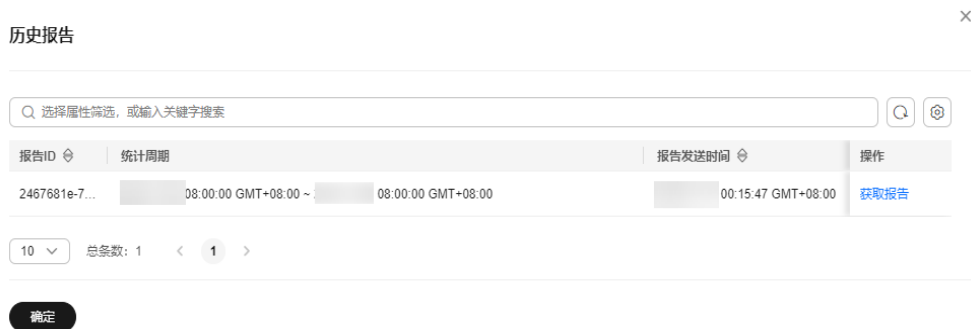 历史报告
选择属性筛选，或输入关键字搜索
报告ID 统计周期 报告发送时间 操作
2467681e-7... 08:00:00 GMT+08:00 ~ 08:00:00 GMT+08:00 00:15:47 GMT+08:00 获取报告
10 总条数: 1 < 1 >
确定